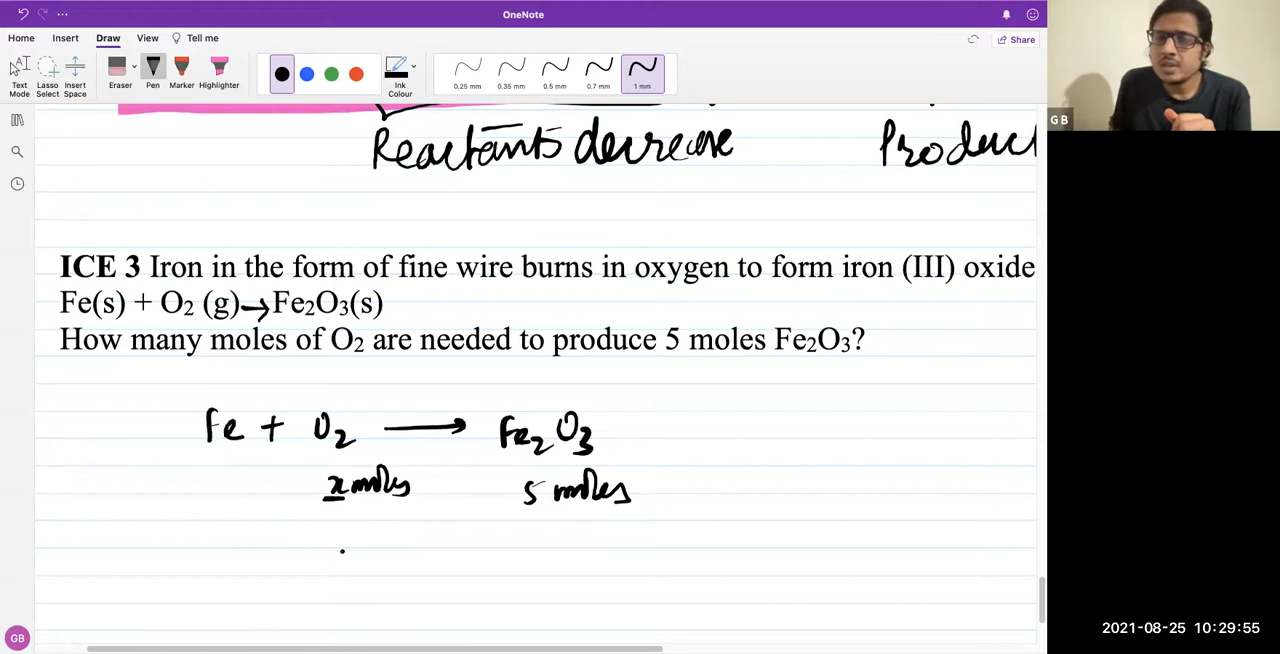 OneNote
Home Insert Draw View Tell me
Share
Text Mode Lasso Select Insert Space Eraser Pen Marker Highlighter Ink Colour 0.25 mm 0.35 mm 0.5 mm 0.7 mm 1 mm
GB
Reactants decrease Product
ICE 3 Iron in the form of fine wire burns in oxygen to form iron (III) oxide
Fe(s) + O₂ (g)→Fe₂O₃(s)
How many moles of O₂ are needed to produce 5 moles Fe₂O₃?
Fe + O₂ → Fe₂O₃
x moles 5 moles
2021-08-25 10:29:55
GB